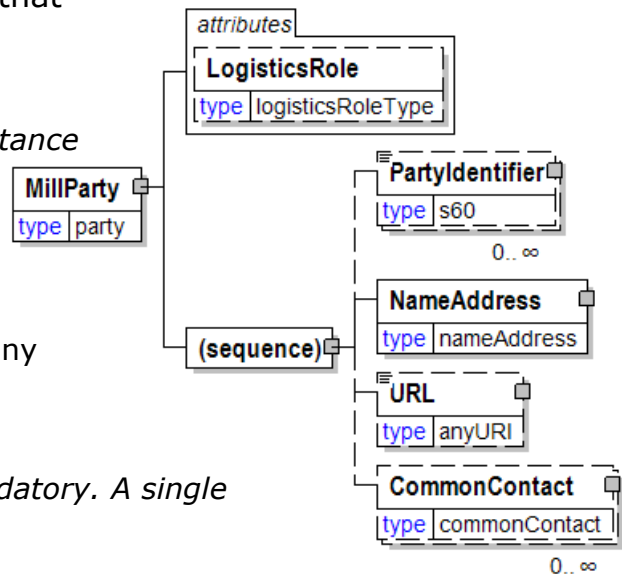 that
attributes
LogisticsRole
type logisticsRoleType
tance
MillParty
type party
PartyIdentifier
type s60
0.. ∞
NameAddress
type nameAddress
ny
(sequence)
URL
type anyURI
datory. A single
CommonContact
type commonContact
0.. ∞